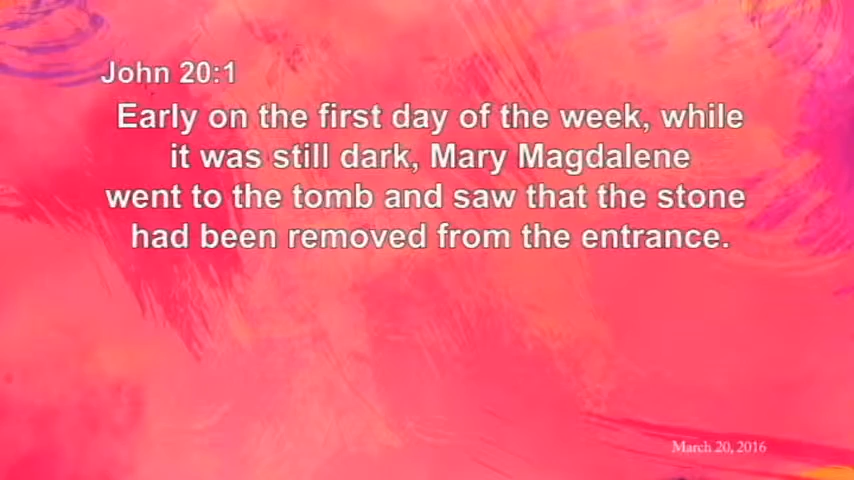 John 20:1
Early on the first day of the week, while
it was still dark, Mary Magdalene
went to the tomb and saw that the stone
had been removed from the entrance.
March 20, 2016